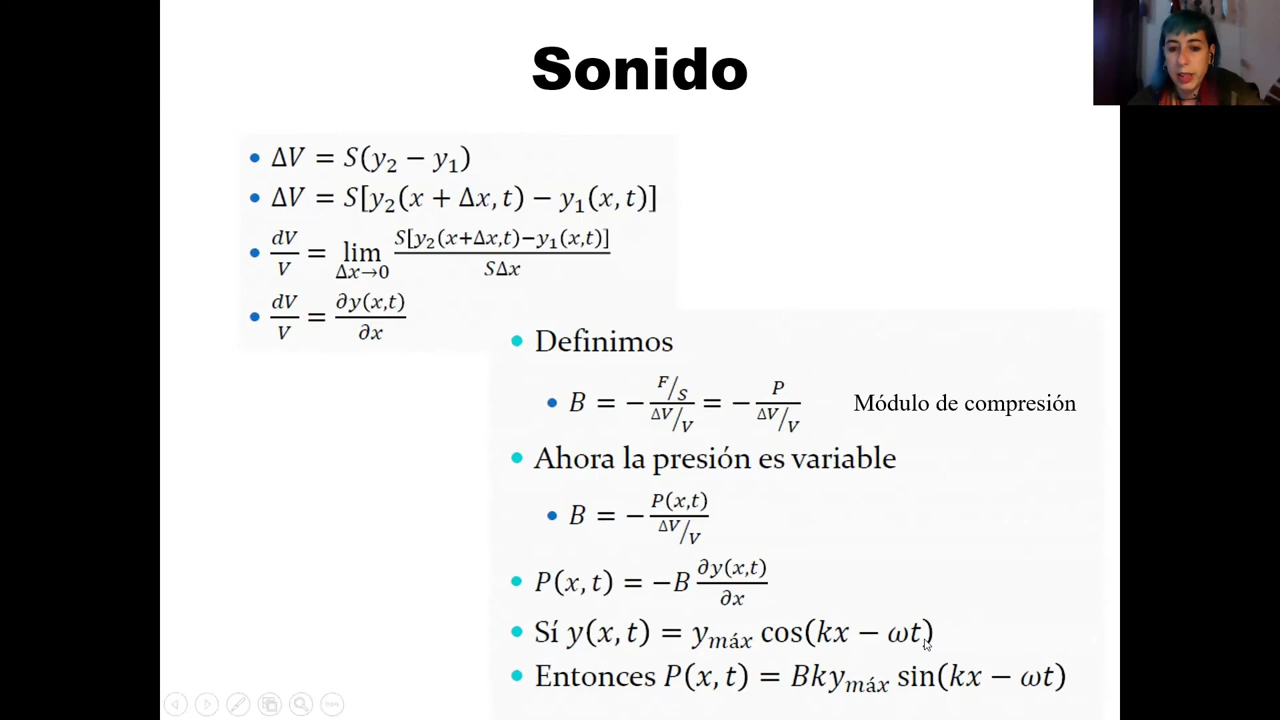 Sonido
• ΔV = S(y₂ − y₁)
• ΔV = S[y₂(x + Δx, t) − y₁(x, t)]
• dV/V = lim Δx→0 S[y₂(x+Δx,t)−y₁(x,t)]/SΔx
• dV/V = ∂y(x,t)/∂x
• Definimos
• B = − (F/S)/(ΔV/V) = − P/(ΔV/V) Módulo de compresión
• Ahora la presión es variable
• B = − P(x,t)/(ΔV/V)
• P(x, t) = −B ∂y(x,t)/∂x
• Sí y(x, t) = y_máx cos(kx − ωt)
• Entonces P(x, t) = Bky_máx sin(kx − ωt)